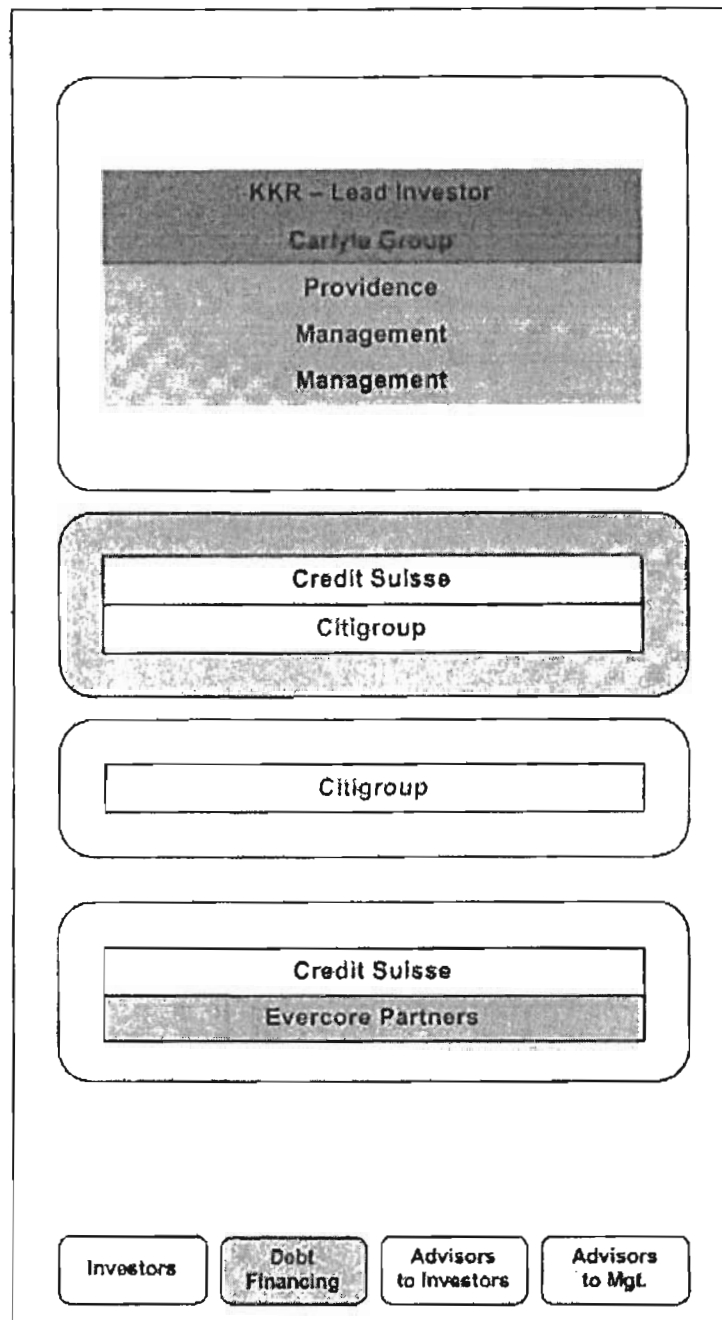 KKR – Lead Investor
Carlyle Group
Providence
Management
Management
Credit Suisse
Citigroup
Citigroup
Credit Suisse
Evercore Partners
Investors
Debt
Financing
Advisors
to Investors
Advisors
to Mgt.